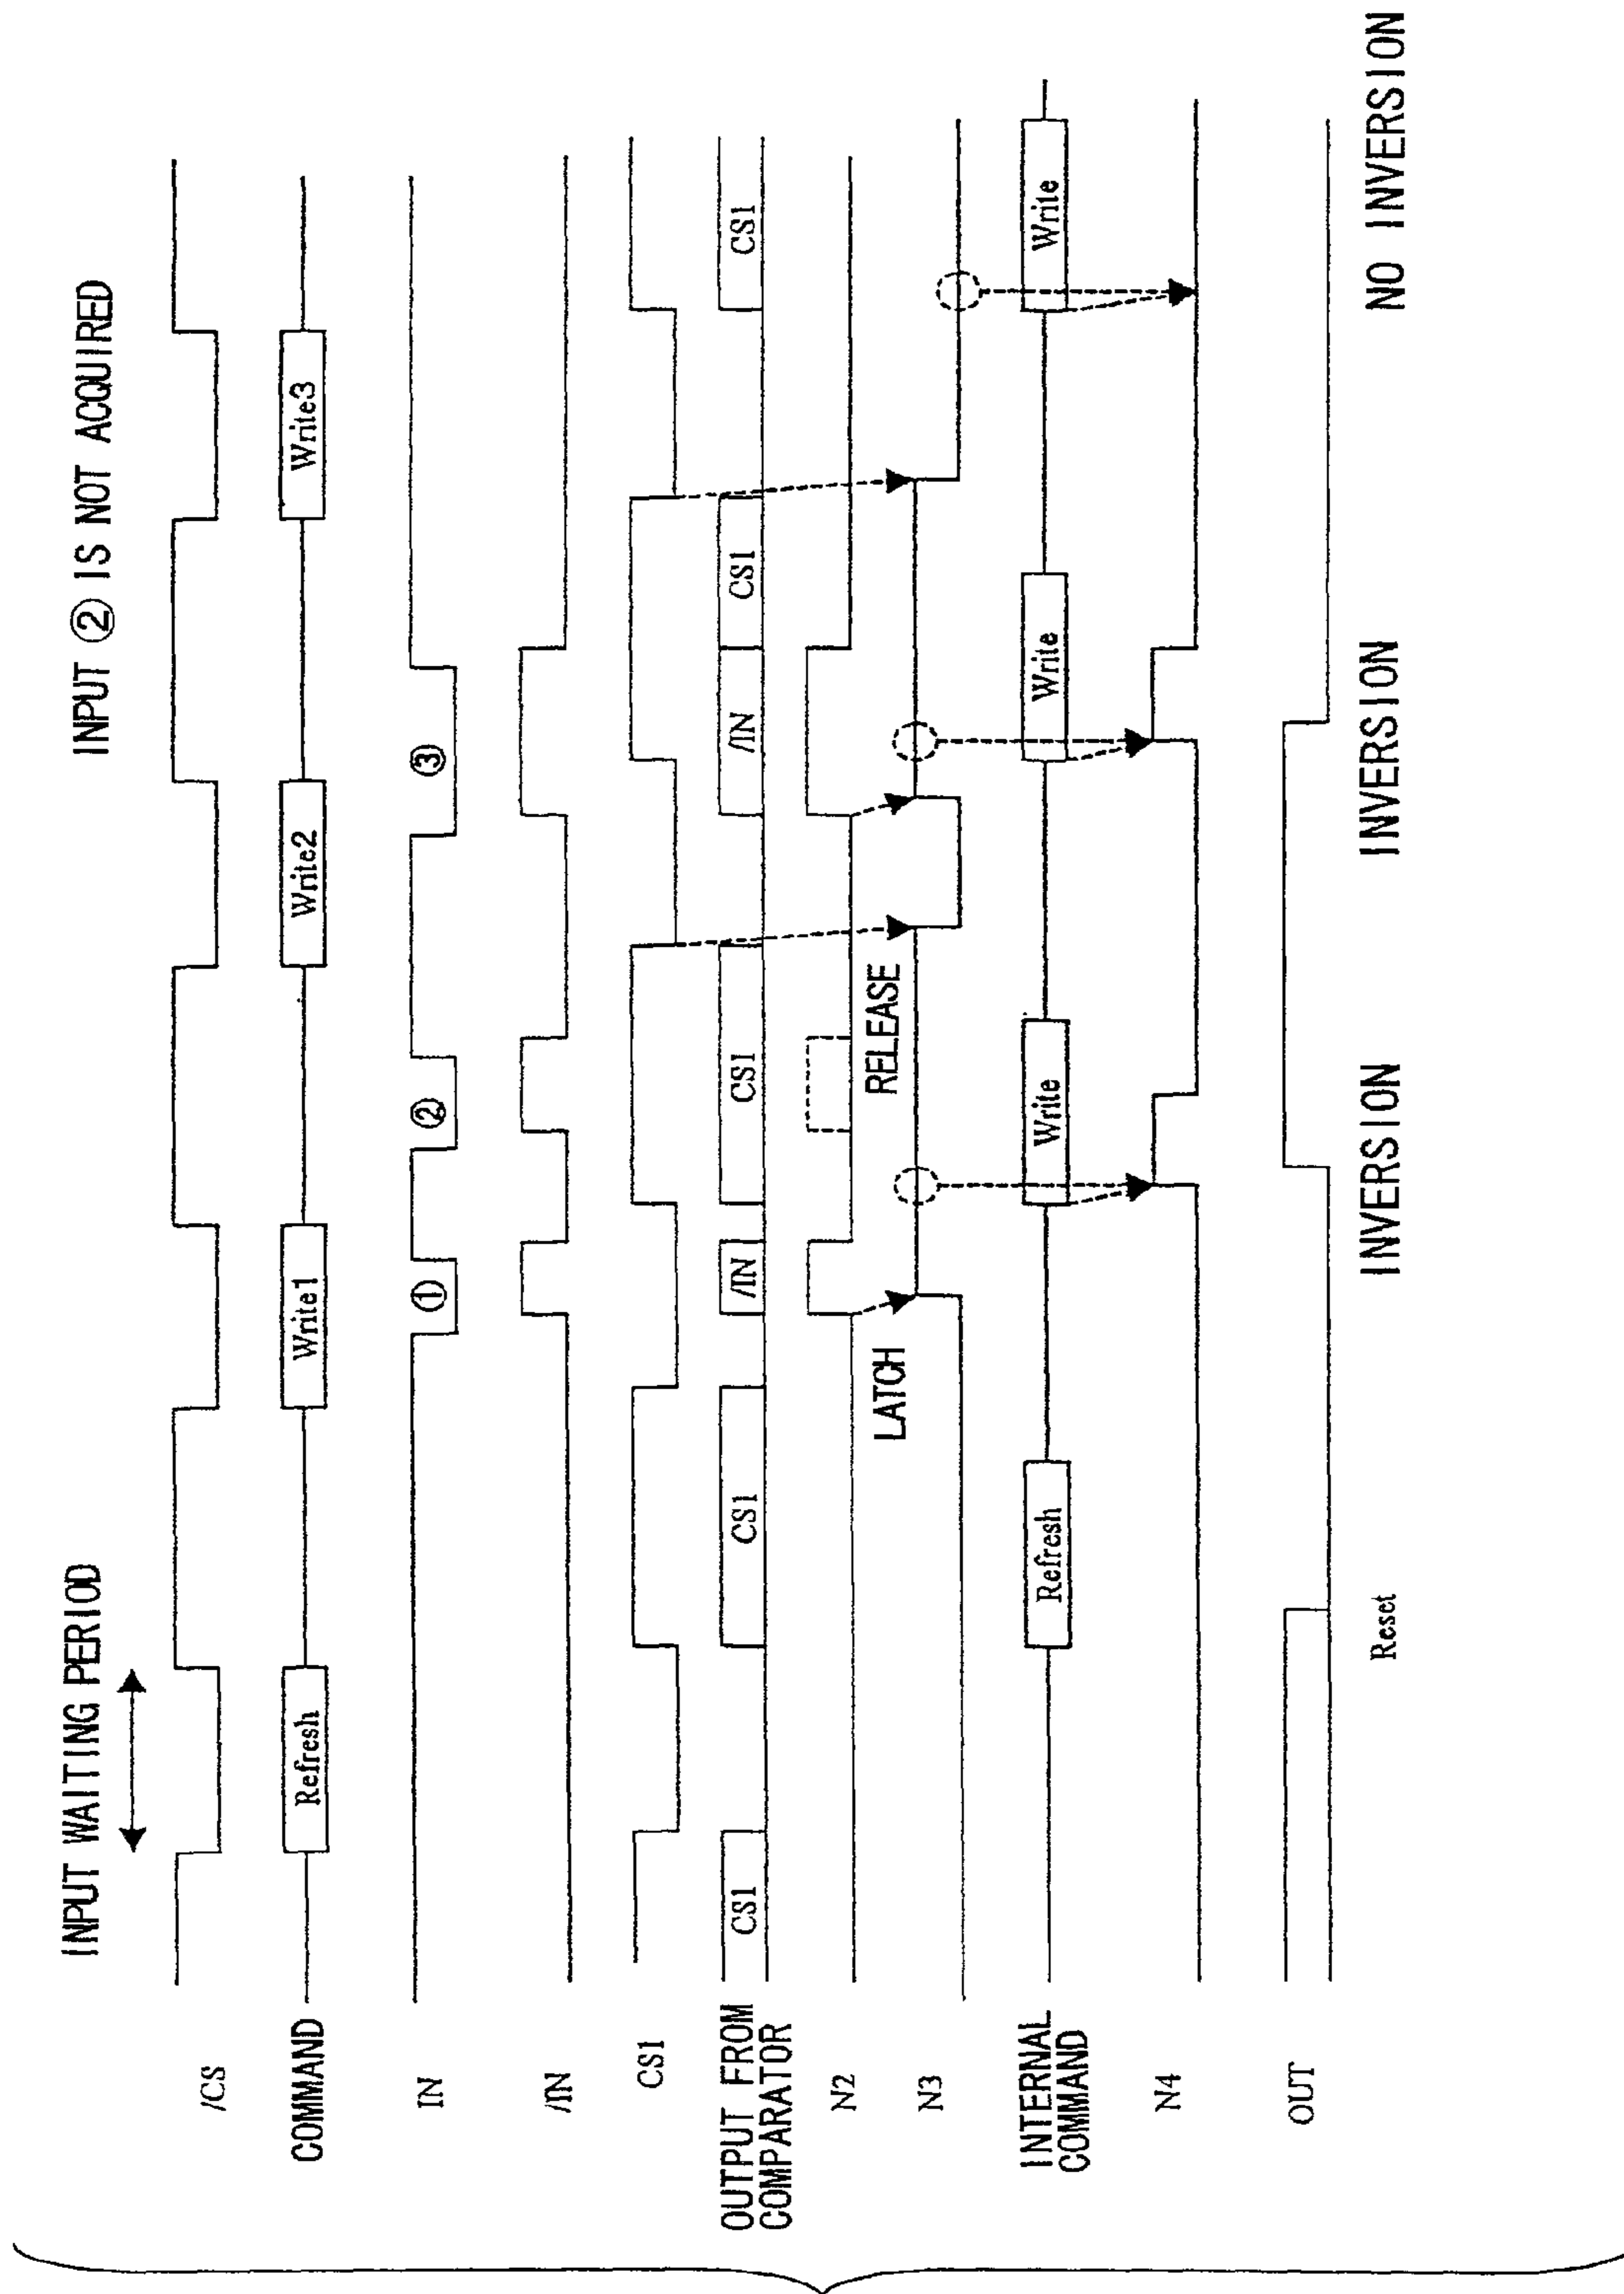 INPUT WAITING PERIOD
INPUT ② IS NOT ACQUIRED
/CS
COMMAND
Refresh
Write1
Write2
Write3
IN
①
②
③
/IN
CS1
OUTPUT FROM
COMPARATOR
CS1
CS1
/IN
CS1
/IN
CS1
CS1
N2
LATCH
RELEASE
N3
INTERNAL
COMMAND
Refresh
Write
Write
Write
N4
OUT
Reset
INVERSION
INVERSION
NO INVERSION